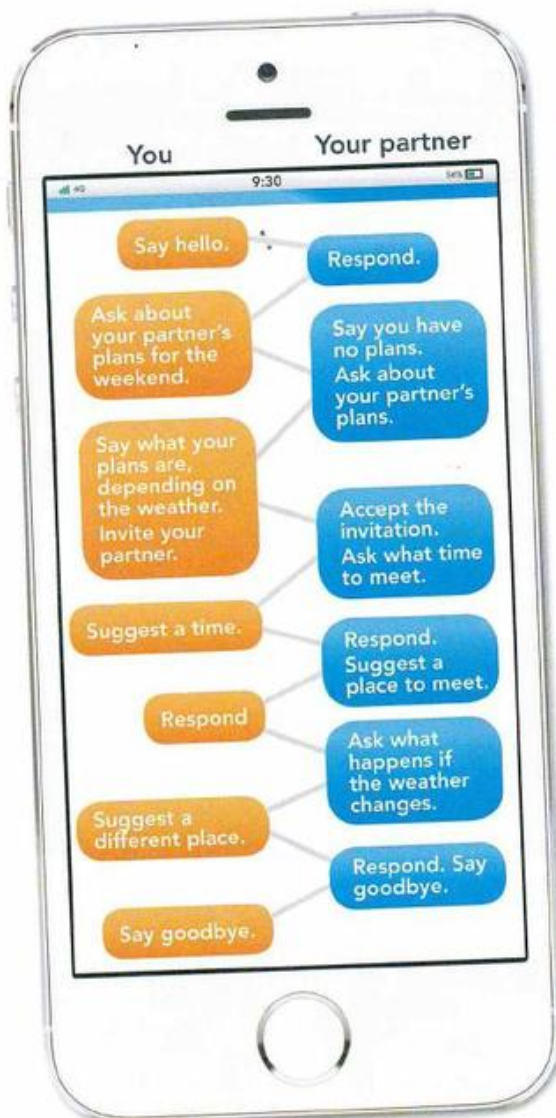 You
Your partner
4G
9:30
54%
Say hello.
Respond.
Ask about
your partner's
plans for the
weekend.
Say you have
no plans.
Ask about
your partner's
plans.
Say what your
plans are,
depending on
the weather.
Invite your
partner.
Accept the
invitation.
Ask what time
to meet.
Suggest a time.
Respond.
Suggest a
place to meet.
Respond
Ask what
happens if
the weather
changes.
Suggest a
different place.
Respond. Say
goodbye.
Say goodbye.